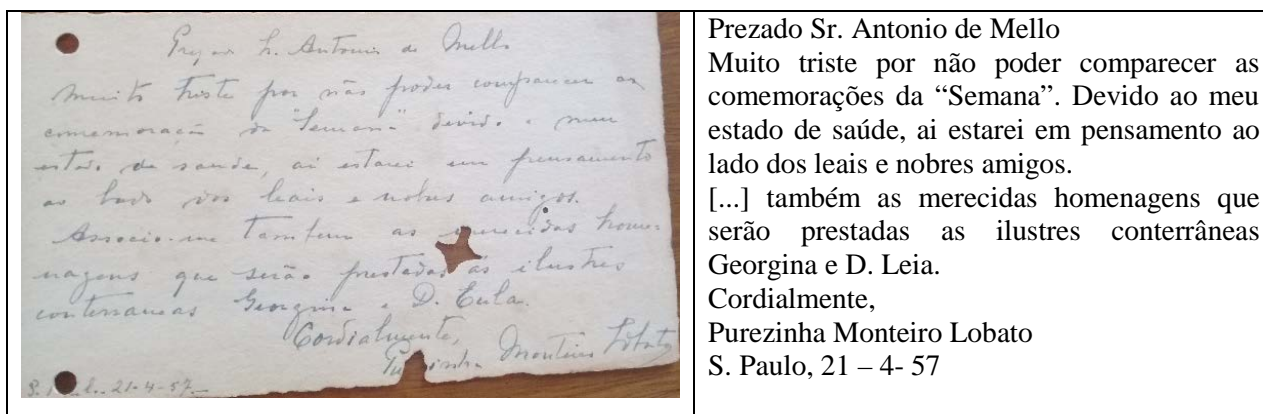 Prezado Sr. Antonio de Mello
Muito triste por não poder comparecer as
comemoração da "Semana" devido o meu
estado de saude, ai estarei em pensamento
ao lado dos leais e nobres amigos.
Associo-me tambem as merecidas home-
nagens que serão prestadas as ilustres
conterraneas Georgina e D. Eula.
Cordialmente,
Monteiro Lobato
21-4-57
Prezado Sr. Antonio de Mello
Muito triste por não poder comparecer as
comemorações da “Semana”. Devido ao meu
estado de saúde, ai estarei em pensamento ao
lado dos leais e nobres amigos.
[...] também as merecidas homenagens que
serão prestadas as ilustres conterrâneas
Georgina e D. Leia.
Cordialmente,
Purezinha Monteiro Lobato
S. Paulo, 21 – 4- 57